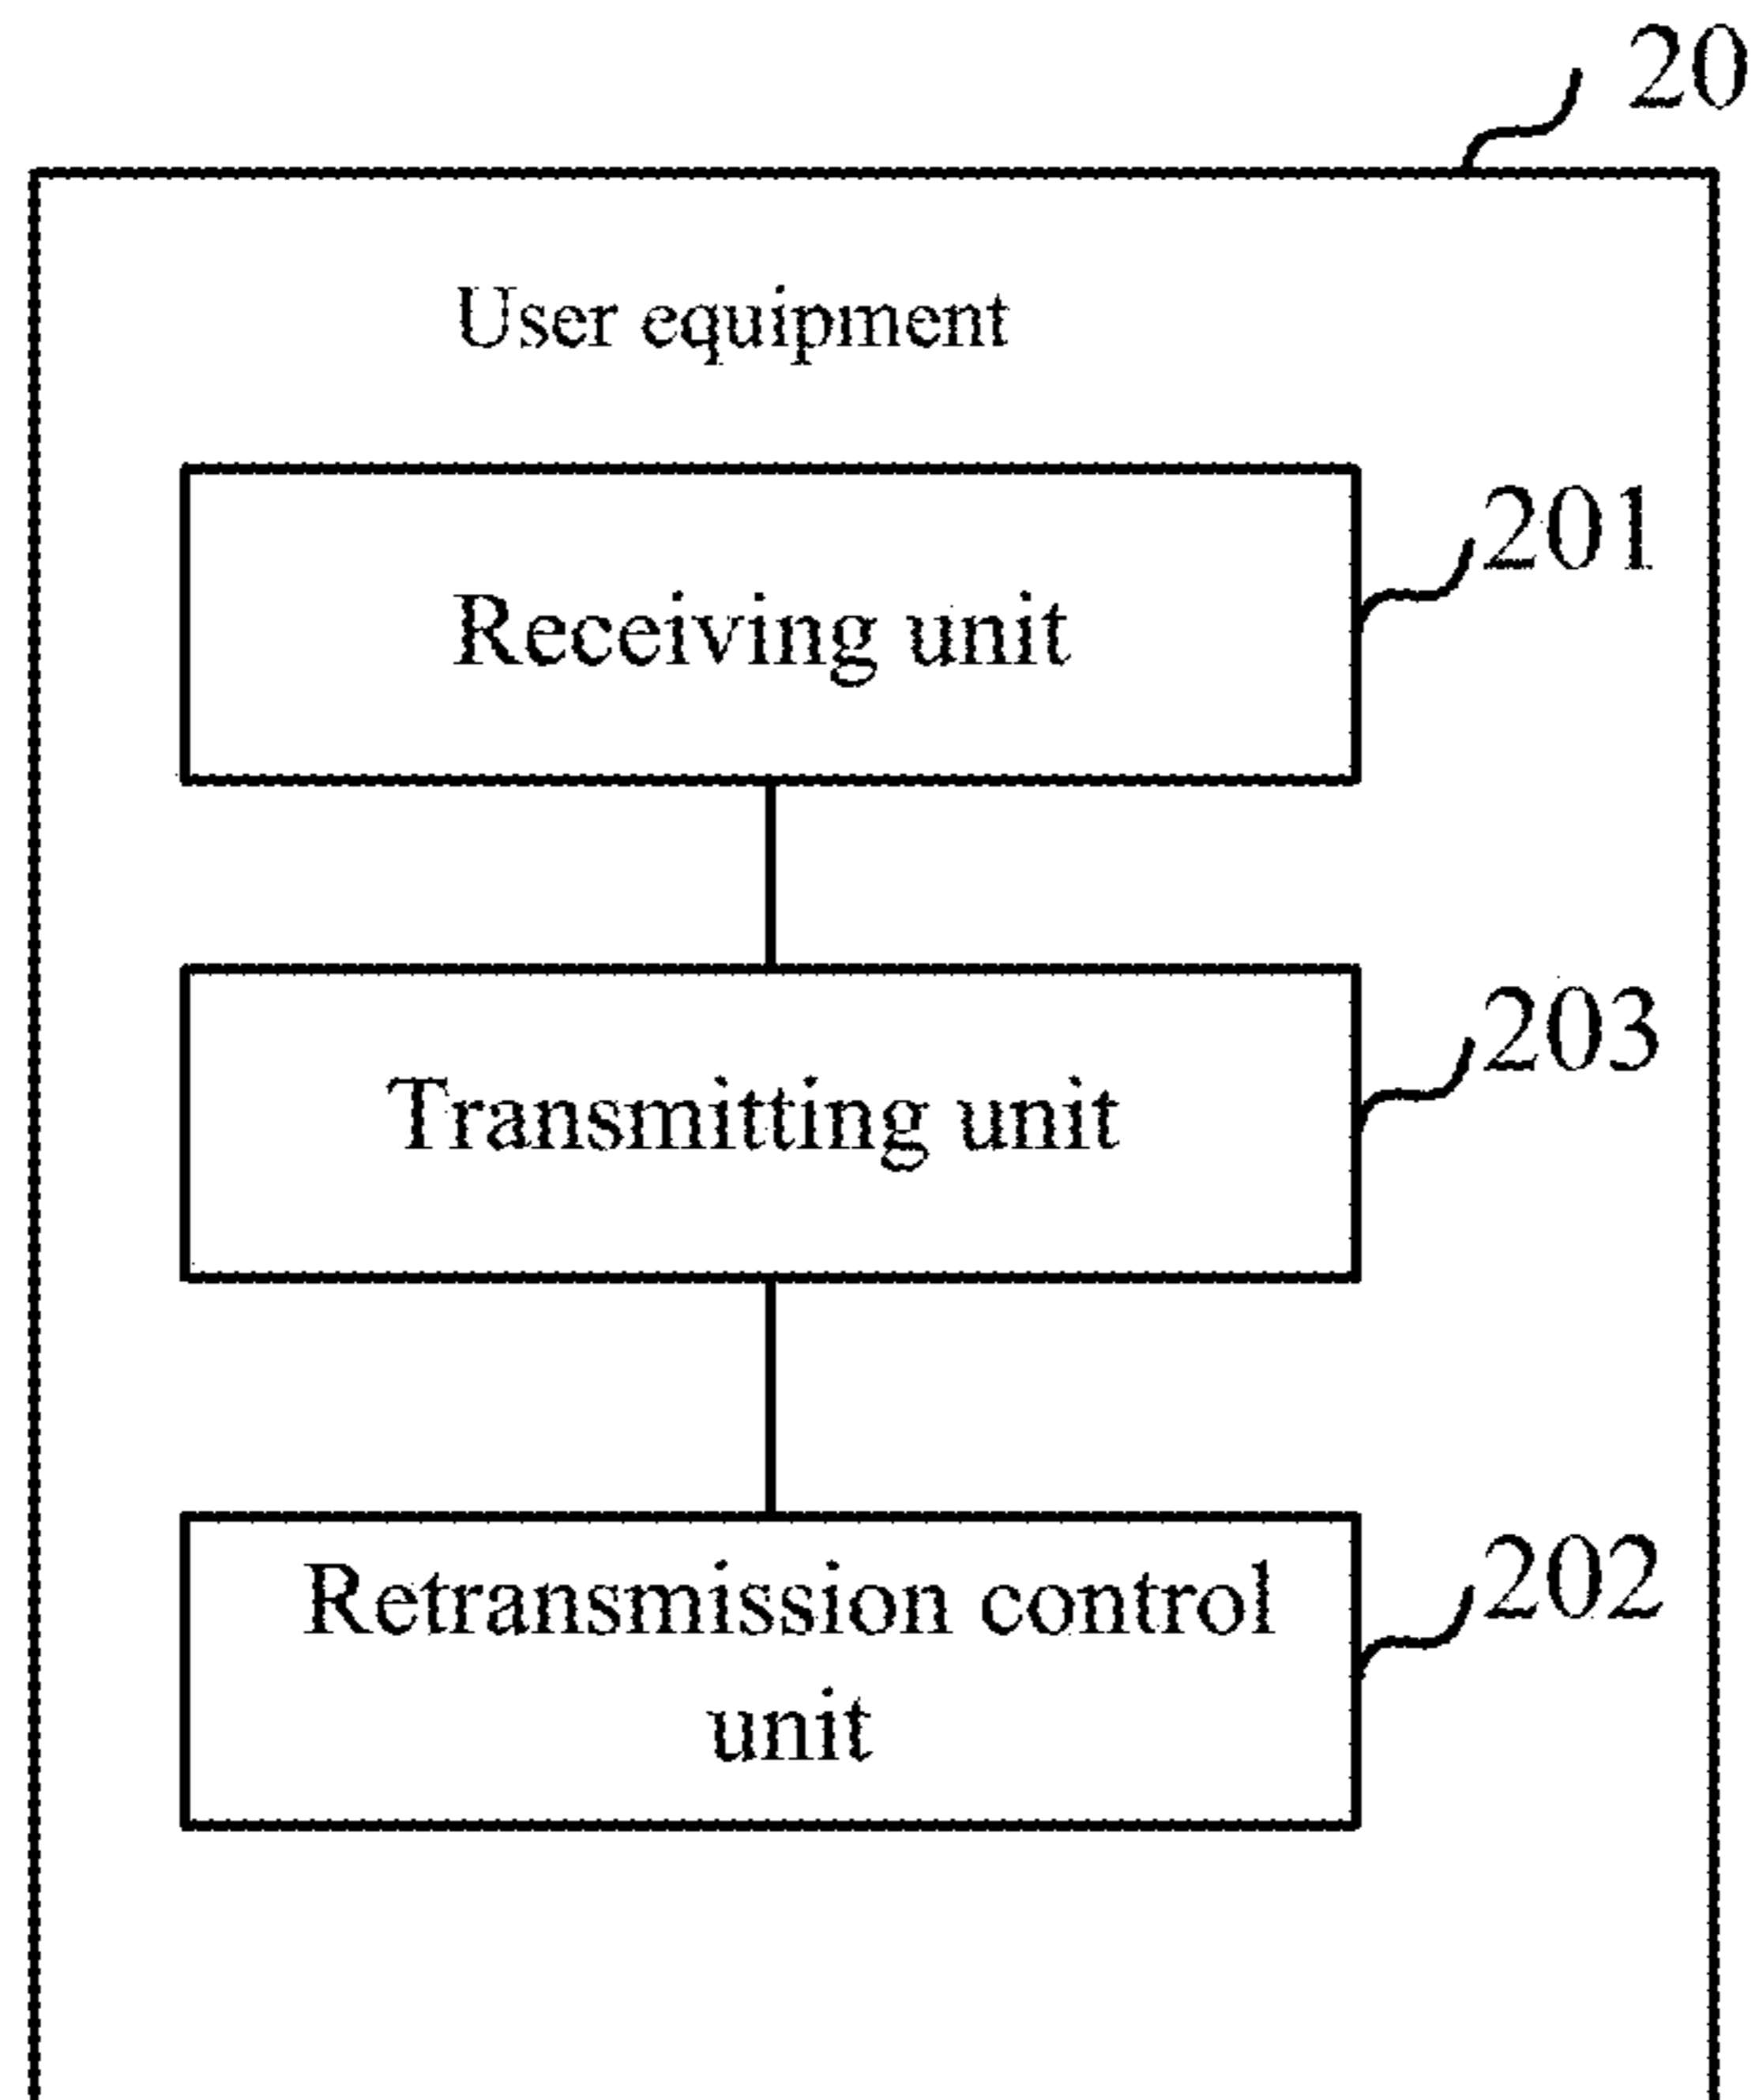 20
User equipment
201
Receiving unit
203
Transmitting unit
202
Retransmission control
unit